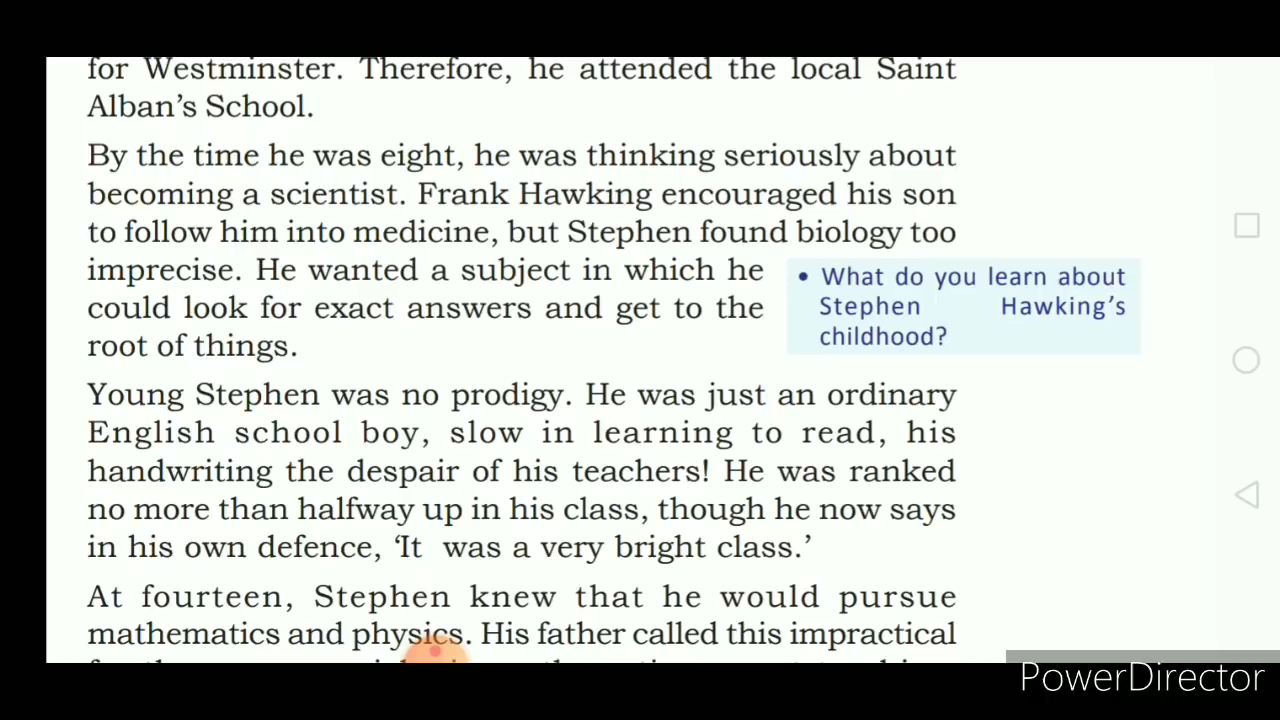 for Westminster. Therefore, he attended the local Saint
Alban's School.
By the time he was eight, he was thinking seriously about
becoming a scientist. Frank Hawking encouraged his son
to follow him into medicine, but Stephen found biology too
imprecise. He wanted a subject in which he
could look for exact answers and get to the
root of things.
• What do you learn about
Stephen Hawking's
childhood?
Young Stephen was no prodigy. He was just an ordinary
English school boy, slow in learning to read, his
handwriting the despair of his teachers! He was ranked
no more than halfway up in his class, though he now says
in his own defence, ‘It was a very bright class.’
At fourteen, Stephen knew that he would pursue
mathematics and physics. His father called this impractical
PowerDirector